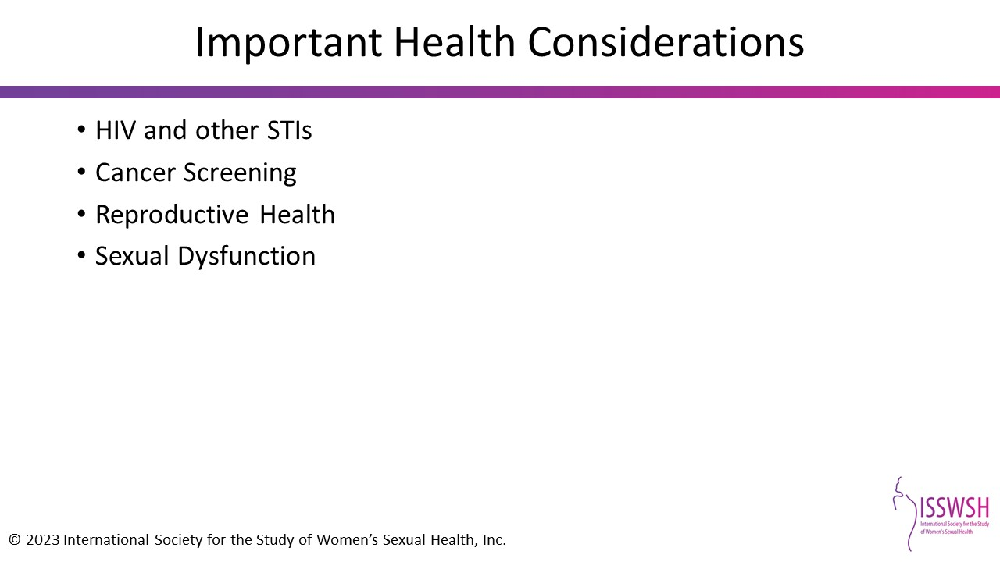 Important Health Considerations
• HIV and other STIs
• Cancer Screening
• Reproductive Health
• Sexual Dysfunction
ISSWSH
International Society for the Study
of Women's Sexual Health
© 2023 International Society for the Study of Women’s Sexual Health, Inc.